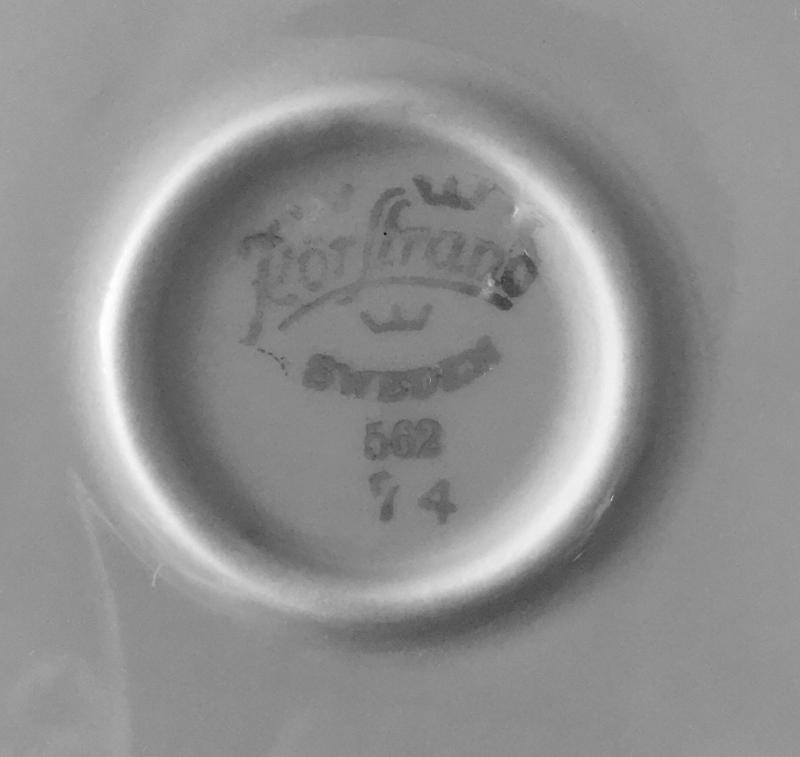 Rörstrand
SWEDEN
562
74